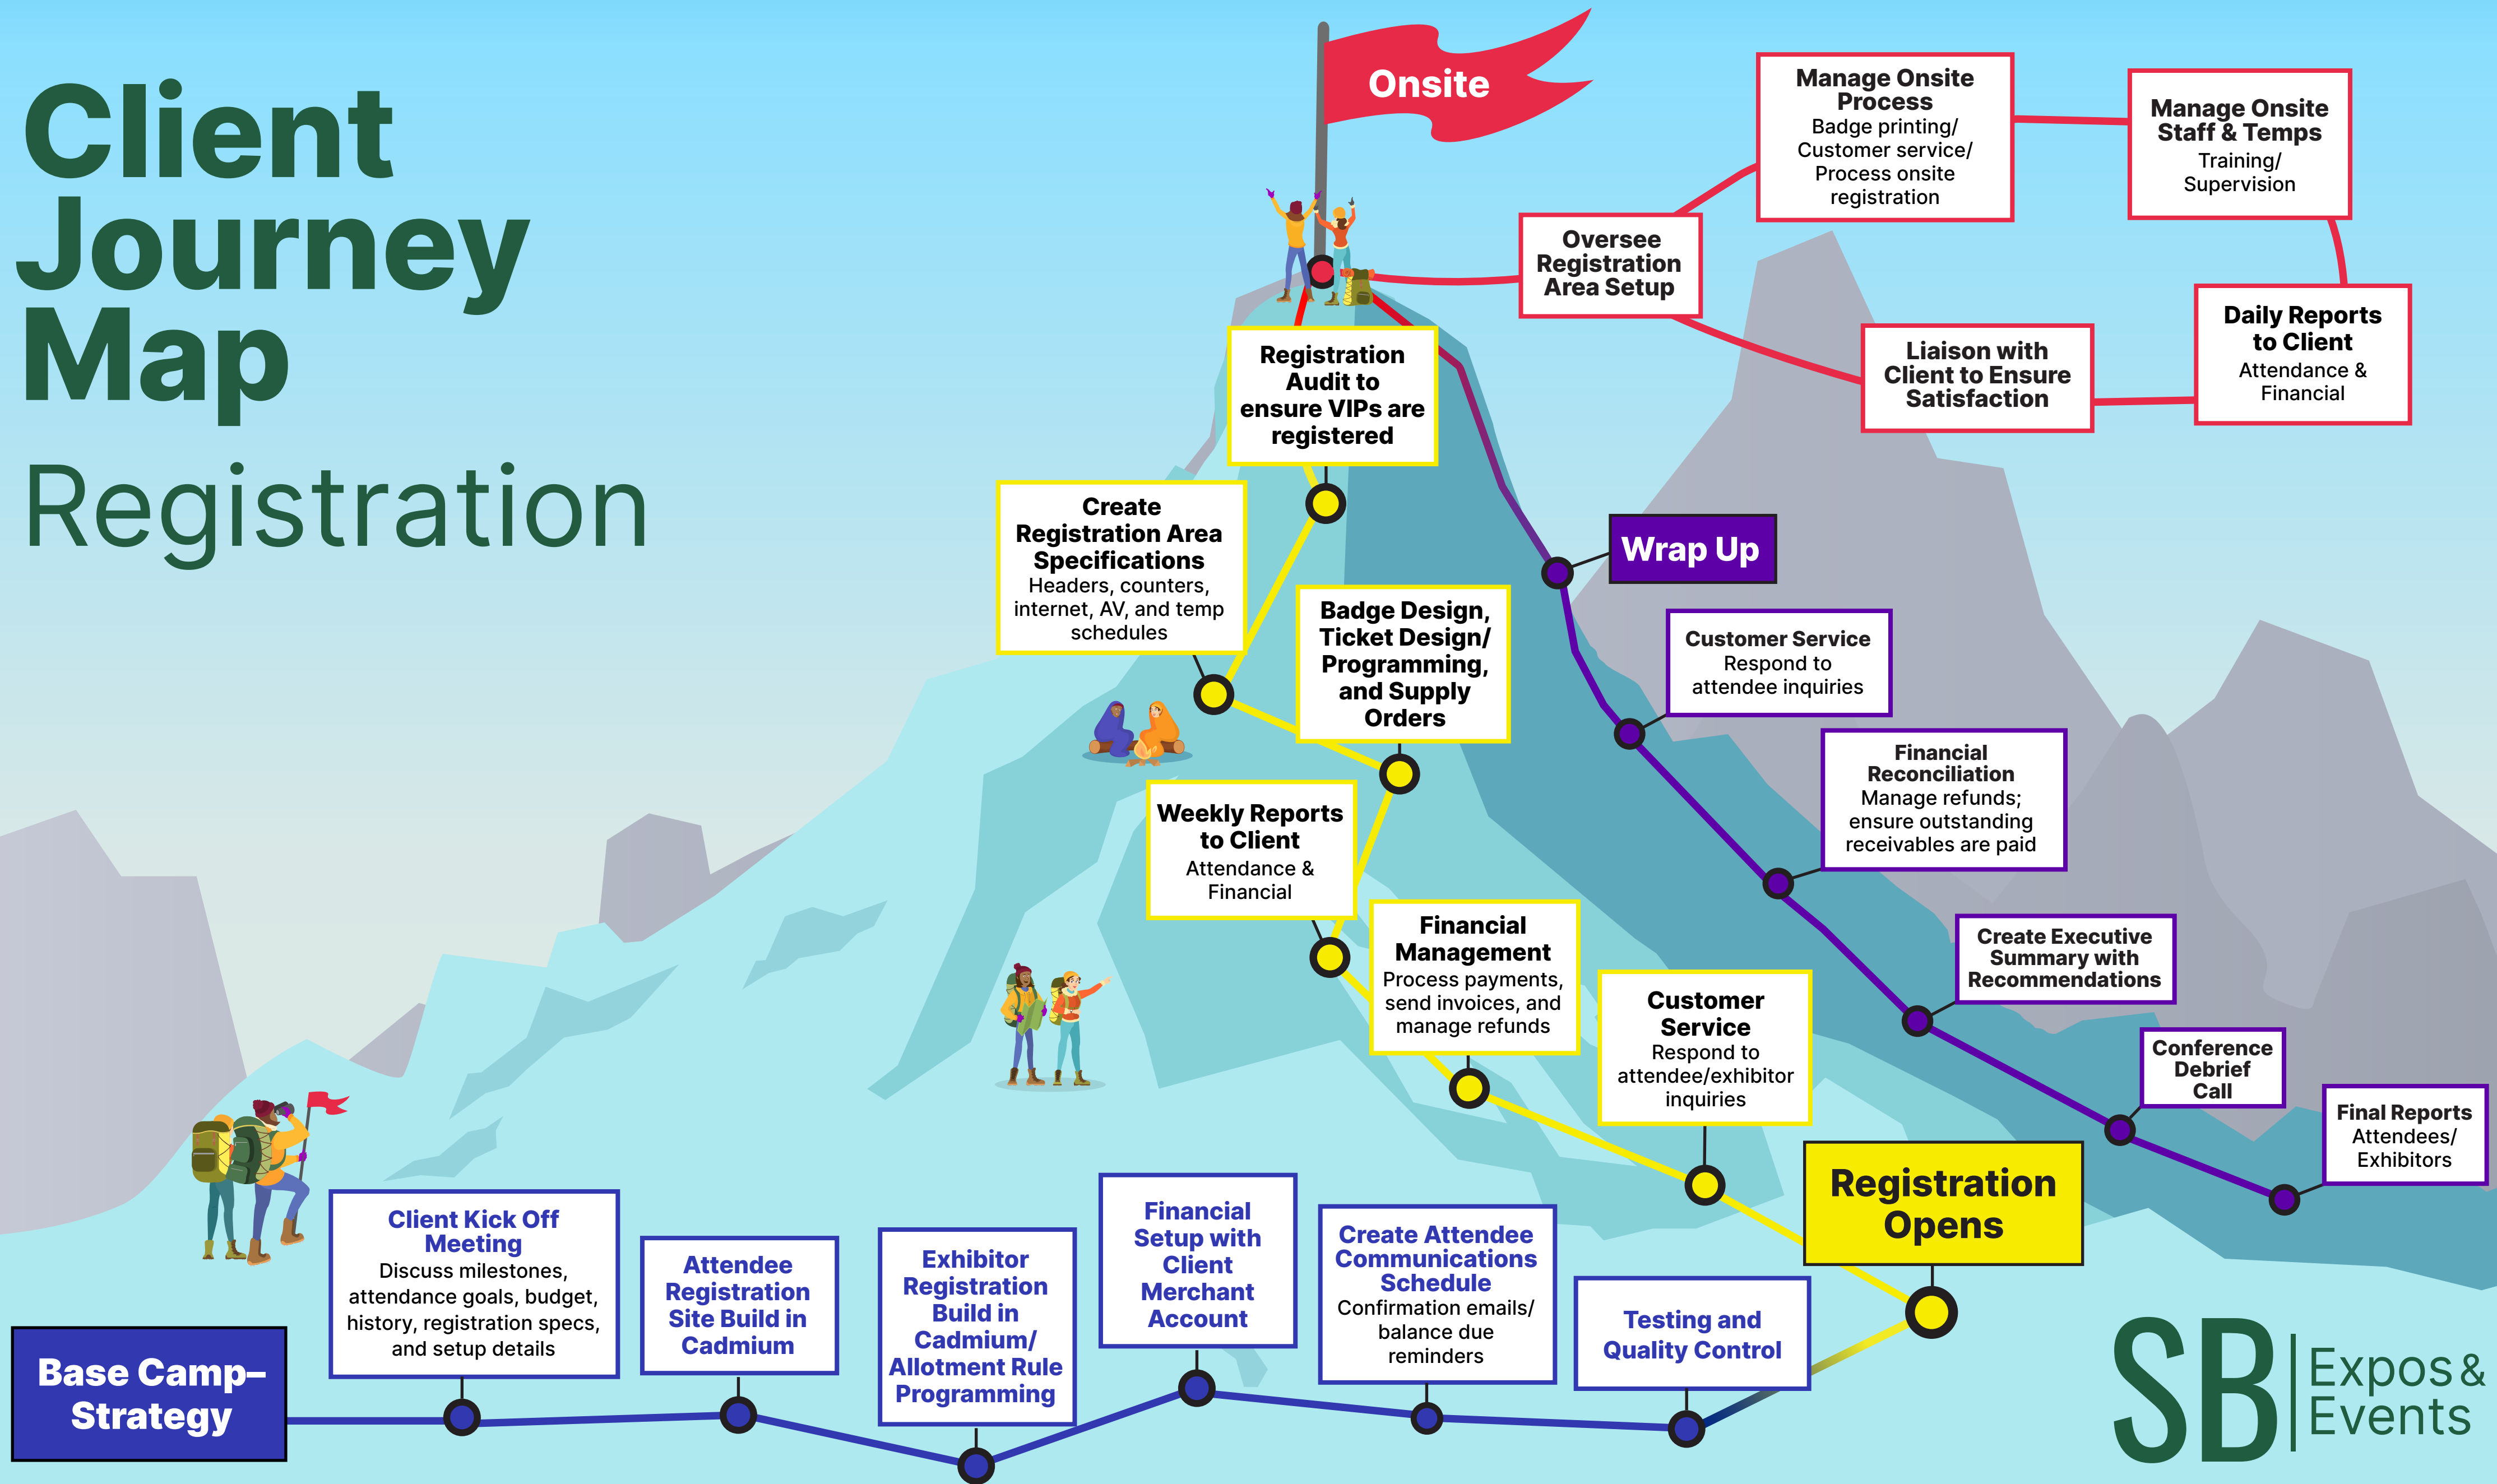 Client
Journey
Map
Registration
Base Camp–
Strategy
Client Kick Off
Meeting
Discuss milestones,
attendance goals, budget,
history, registration specs,
and setup details
Attendee
Registration
Site Build in
Cadmium
Exhibitor
Registration
Build in
Cadmium/
Allotment Rule
Programming
Financial
Setup with
Client
Merchant
Account
Create Attendee
Communications
Schedule
Confirmation emails/
balance due
reminders
Testing and
Quality Control
Registration
Opens
Customer
Service
Respond to
attendee/exhibitor
inquiries
Financial
Management
Process payments,
send invoices, and
manage refunds
Weekly Reports
to Client
Attendance &
Financial
Badge Design,
Ticket Design/
Programming,
and Supply
Orders
Create
Registration Area
Specifications
Headers, counters,
internet, AV, and temp
schedules
Registration
Audit to
ensure VIPs are
registered
Onsite
Oversee
Registration
Area Setup
Manage Onsite
Process
Badge printing/
Customer service/
Process onsite
registration
Manage Onsite
Staff & Temps
Training/
Supervision
Daily Reports
to Client
Attendance &
Financial
Liaison with
Client to Ensure
Satisfaction
Wrap Up
Customer Service
Respond to
attendee inquiries
Financial
Reconciliation
Manage refunds;
ensure outstanding
receivables are paid
Create Executive
Summary with
Recommendations
Conference
Debrief
Call
Final Reports
Attendees/
Exhibitors
SB
Expos &
Events